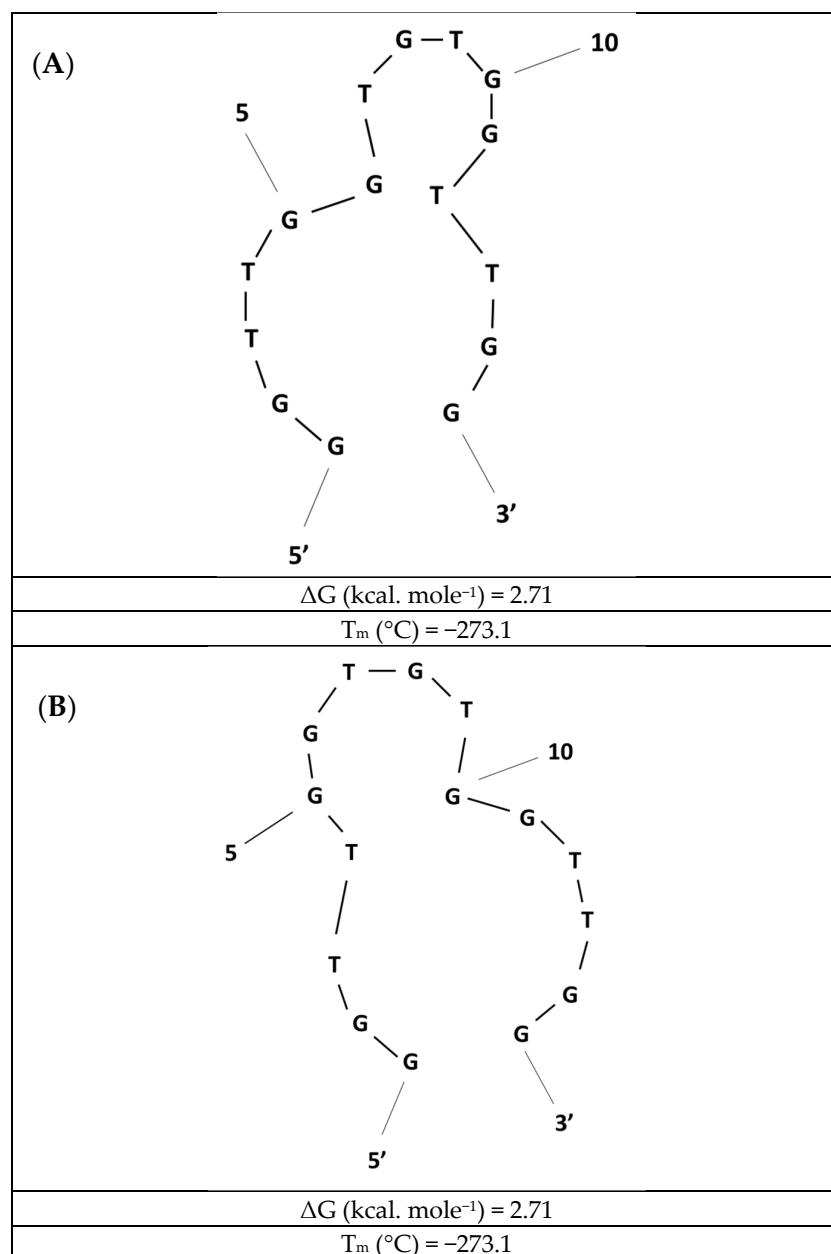 G T
(A) 10
T G
5 G
G T
G
T T
T G
G G
G
3'
5'
ΔG (kcal. mole⁻¹) = 2.71
Tₘ (°C) = −273.1
T G
(B) T
G 10
G G G
5 T T
T
T G
G G
G
3'
5'
ΔG (kcal. mole⁻¹) = 2.71
Tₘ (°C) = −273.1